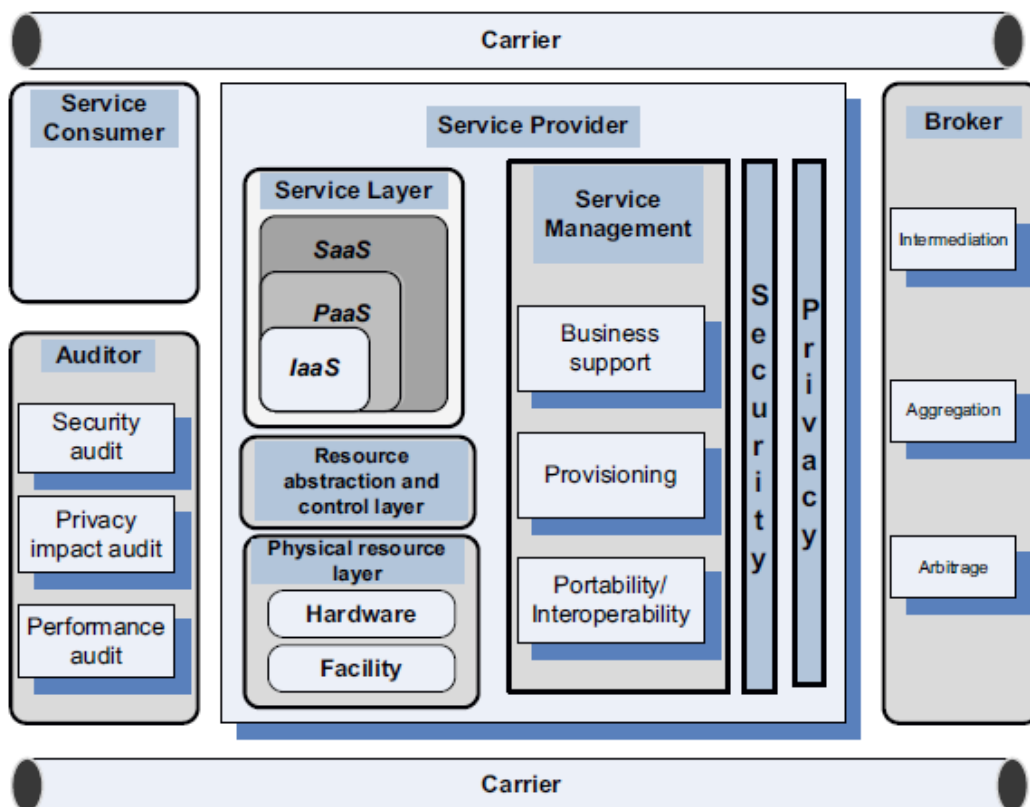 Carrier
Service
Consumer
Auditor
Security
audit
Privacy
impact audit
Performance
audit
Service Provider
Service Layer
SaaS
PaaS
IaaS
Resource
abstraction and
control layer
Physical resource
layer
Hardware
Facility
Service
Management
Business
support
Provisioning
Portability/
Interoperability
Security
Privacy
Broker
Intermediation
Aggregation
Arbitrage
Carrier